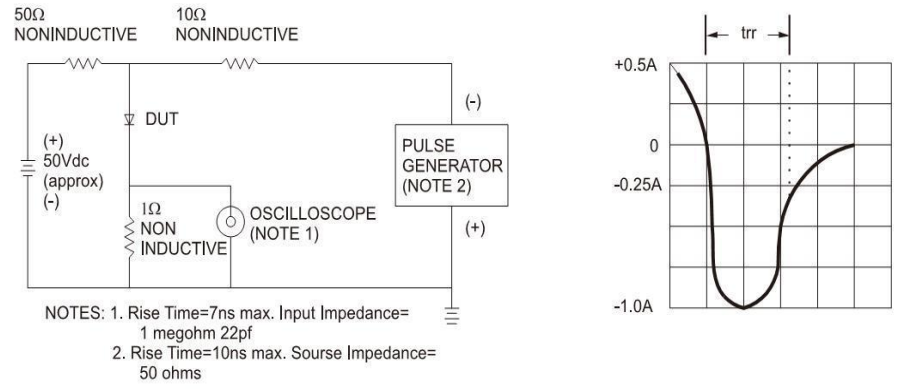 50Ω
NONINDUCTIVE
10Ω
NONINDUCTIVE
DUT
(+)
50Vdc
(approx)
(-)
1Ω
NON
INDUCTIVE
OSCILLOSCOPE
(NOTE 1)
(-)
PULSE
GENERATOR
(NOTE 2)
(+)
NOTES: 1. Rise Time=7ns max. Input Impedance=
1 megohm 22pf
2. Rise Time=10ns max. Sourse Impedance=
50 ohms
trr
+0.5A
0
-0.25A
-1.0A